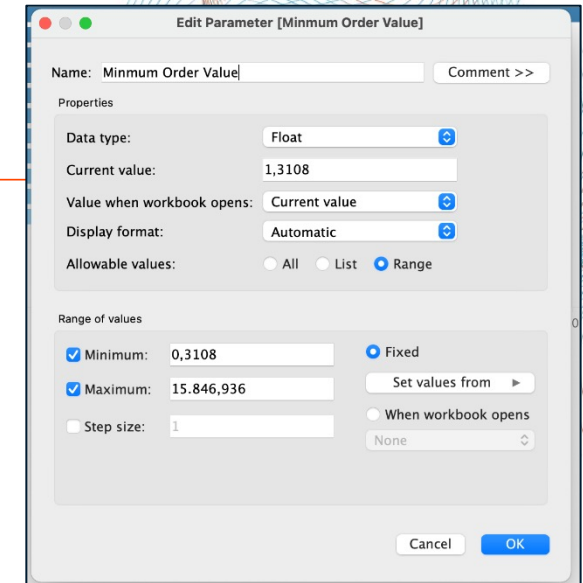 Edit Parameter [Minmum Order Value]
Name: Minmum Order Value
Comment >>
Properties
Data type: Float
Current value: 1,3108
Value when workbook opens: Current value
Display format: Automatic
Allowable values: All List Range
Range of values
Minimum: 0,3108
Fixed
Maximum: 15.846,936
Set values from
Step size: 1
When workbook opens
None
Cancel OK